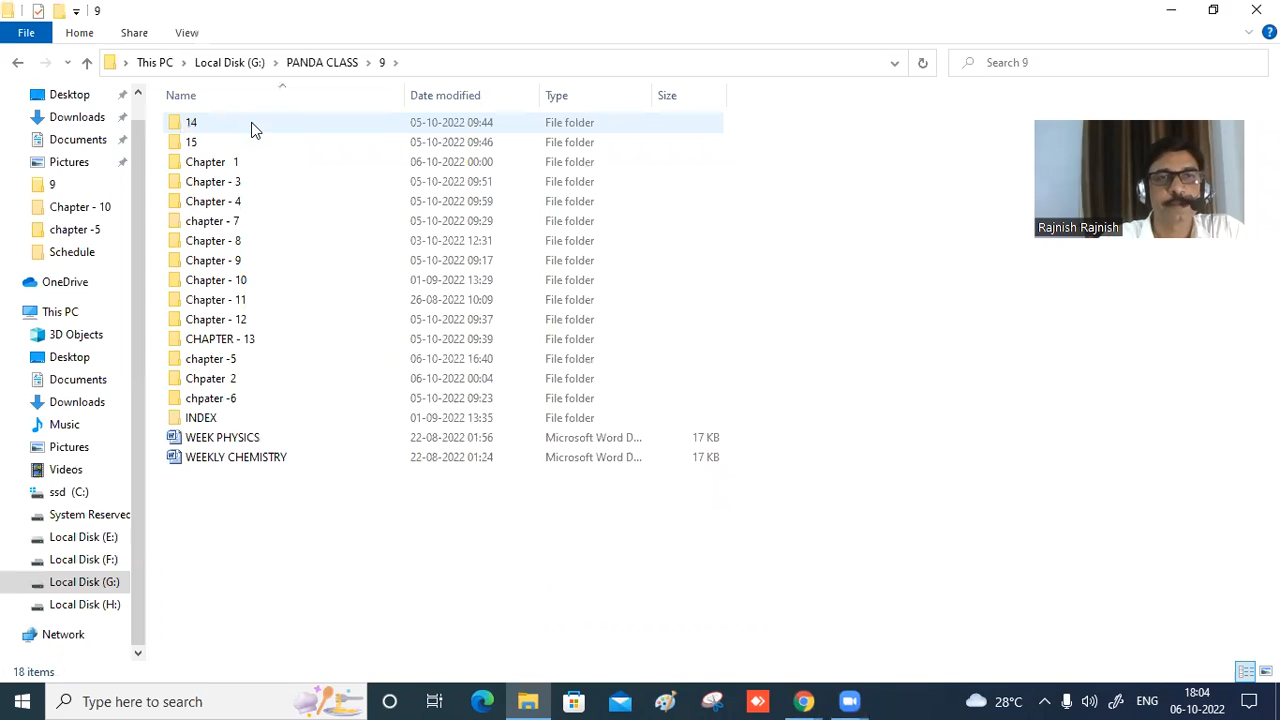 9
File Home Share View
This PC Local Disk (G:) PANDA CLASS 9 Search 9
Name Date modified Type Size
14 05-10-2022 09:44 File folder
15 05-10-2022 09:46 File folder
Chapter 1 06-10-2022 00:00 File folder
Chapter - 3 05-10-2022 09:51 File folder
Chapter - 4 05-10-2022 09:59 File folder
chapter - 7 05-10-2022 09:29 File folder
Chapter - 8 03-10-2022 12:31 File folder
Chapter - 9 05-10-2022 09:17 File folder
Chapter - 10 01-09-2022 13:29 File folder
Chapter - 11 26-08-2022 10:09 File folder
Chapter - 12 05-10-2022 09:37 File folder
CHAPTER - 13 05-10-2022 09:39 File folder
chapter -5 06-10-2022 16:40 File folder
Chpater 2 06-10-2022 00:04 File folder
chpater -6 05-10-2022 09:23 File folder
INDEX 01-09-2022 13:35 File folder
WEEK PHYSICS 22-08-2022 01:56 Microsoft Word D... 17 KB
WEEKLY CHEMISTRY 22-08-2022 01:24 Microsoft Word D... 17 KB
Desktop
Downloads
Documents
Pictures
9
Chapter - 10
chapter -5
Schedule
OneDrive
This PC
3D Objects
Desktop
Documents
Downloads
Music
Pictures
Videos
ssd (C:)
System Reserved
Local Disk (E:)
Local Disk (F:)
Local Disk (G:)
Local Disk (H:)
Network
Rajnish Rajnish
18 items
Type here to search
28°C ENG 18:04
06-10-2022